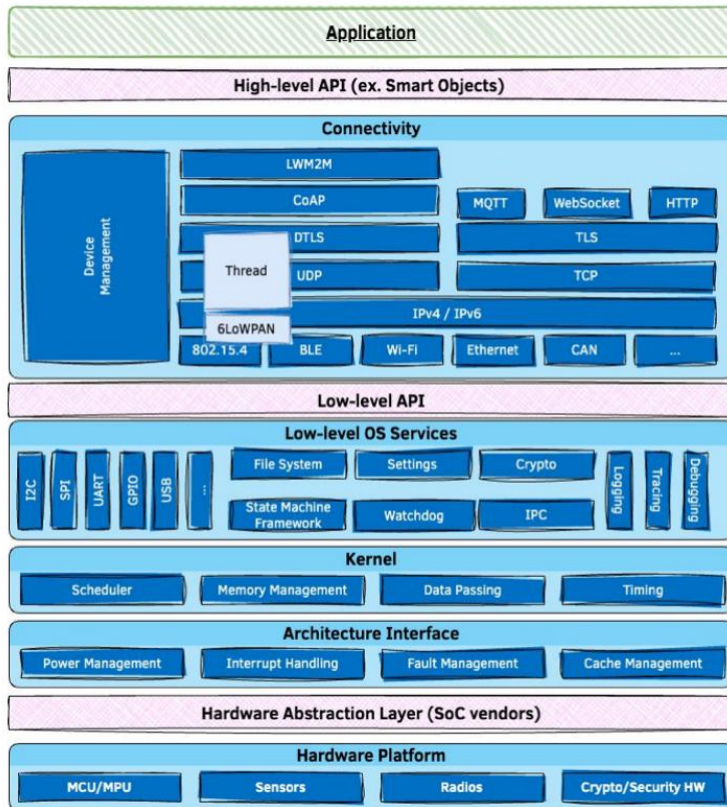 Application
High-level API (ex. Smart Objects)
Connectivity
Device
Management
LWM2M
CoAP
MQTT
WebSocket
HTTP
DTLS
TLS
Thread
UDP
TCP
IPv4 / IPv6
6LoWPAN
802.15.4
BLE
Wi-Fi
Ethernet
CAN
...
Low-level API
Low-level OS Services
I2C
SPI
UART
GPIO
USB
...
File System
Settings
Crypto
State Machine
Framework
Watchdog
IPC
Logging
Tracing
Debugging
Kernel
Scheduler
Memory Management
Data Passing
Timing
Architecture Interface
Power Management
Interrupt Handling
Fault Management
Cache Management
Hardware Abstraction Layer (SoC vendors)
Hardware Platform
MCU/MPU
Sensors
Radios
Crypto/Security HW